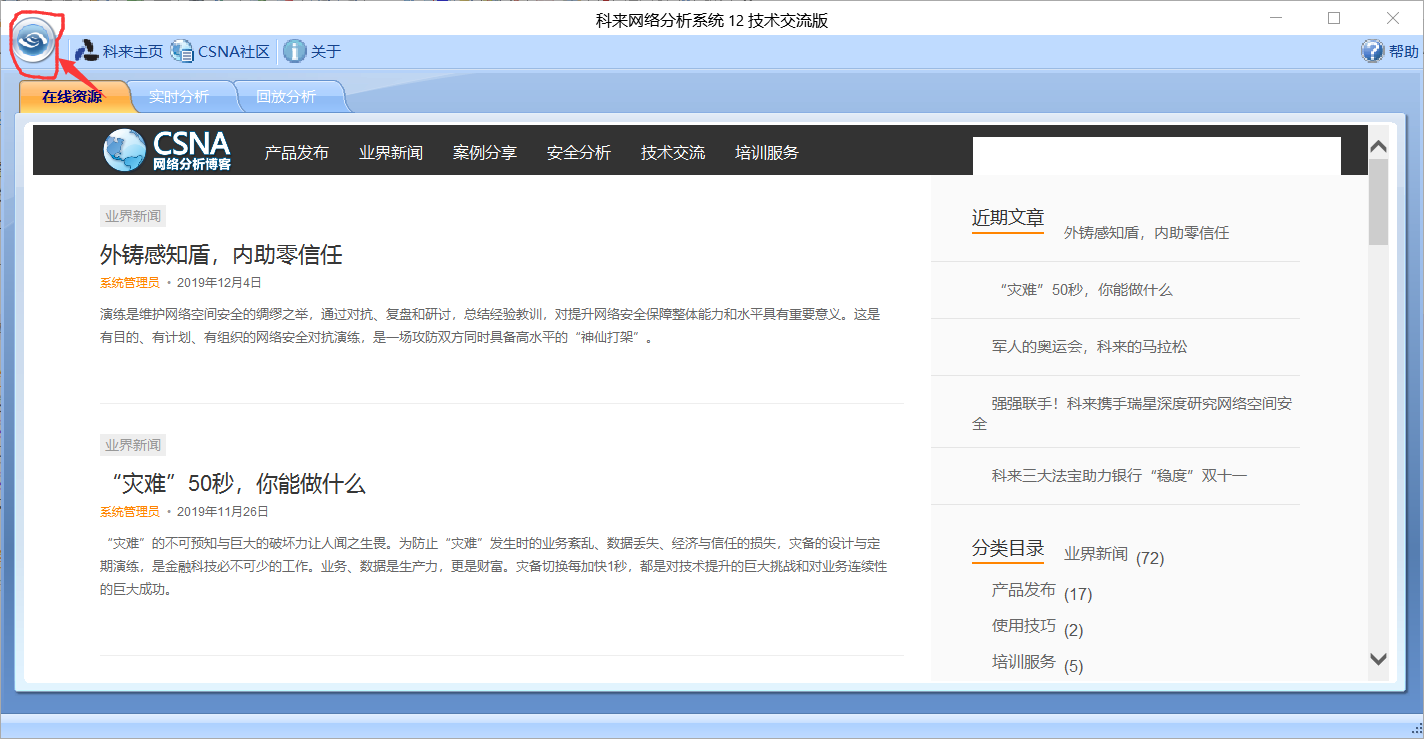 科来网络分析系统 12 技术交流版
科来主页 CSNA社区 关于 帮助
在线资源 实时分析 回放分析
CSNA
网络分析博客
产品发布 业界新闻 案例分享 安全分析 技术交流 培训服务
业界新闻
外铸感知盾，内助零信任
系统管理员 • 2019年12月4日
演练是维护网络空间安全的绸缪之举，通过对抗、复盘和研讨，总结经验教训，对提升网络安全保障整体能力和水平具有重要意义。这是
有目的、有计划、有组织的网络安全对抗演练，是一场攻防双方同时具备高水平的“神仙打架”。
业界新闻
“灾难”50秒，你能做什么
系统管理员 • 2019年11月26日
“灾难”的不可预知与巨大的破坏力让人闻之生畏。为防止“灾难”发生时的业务紊乱、数据丢失、经济与信任的损失，灾备的设计与定
期演练，是金融科技必不可少的工作。业务、数据是生产力，更是财富。灾备切换每加快1秒，都是对技术提升的巨大挑战和对业务连续性
的巨大成功。
近期文章
外铸感知盾，内助零信任
“灾难”50秒，你能做什么
军人的奥运会，科来的马拉松
强强联手！科来携手瑞星深度研究网络空间安
全
科来三大法宝助力银行“稳度”双十一
分类目录
业界新闻 (72)
产品发布 (17)
使用技巧 (2)
培训服务 (5)